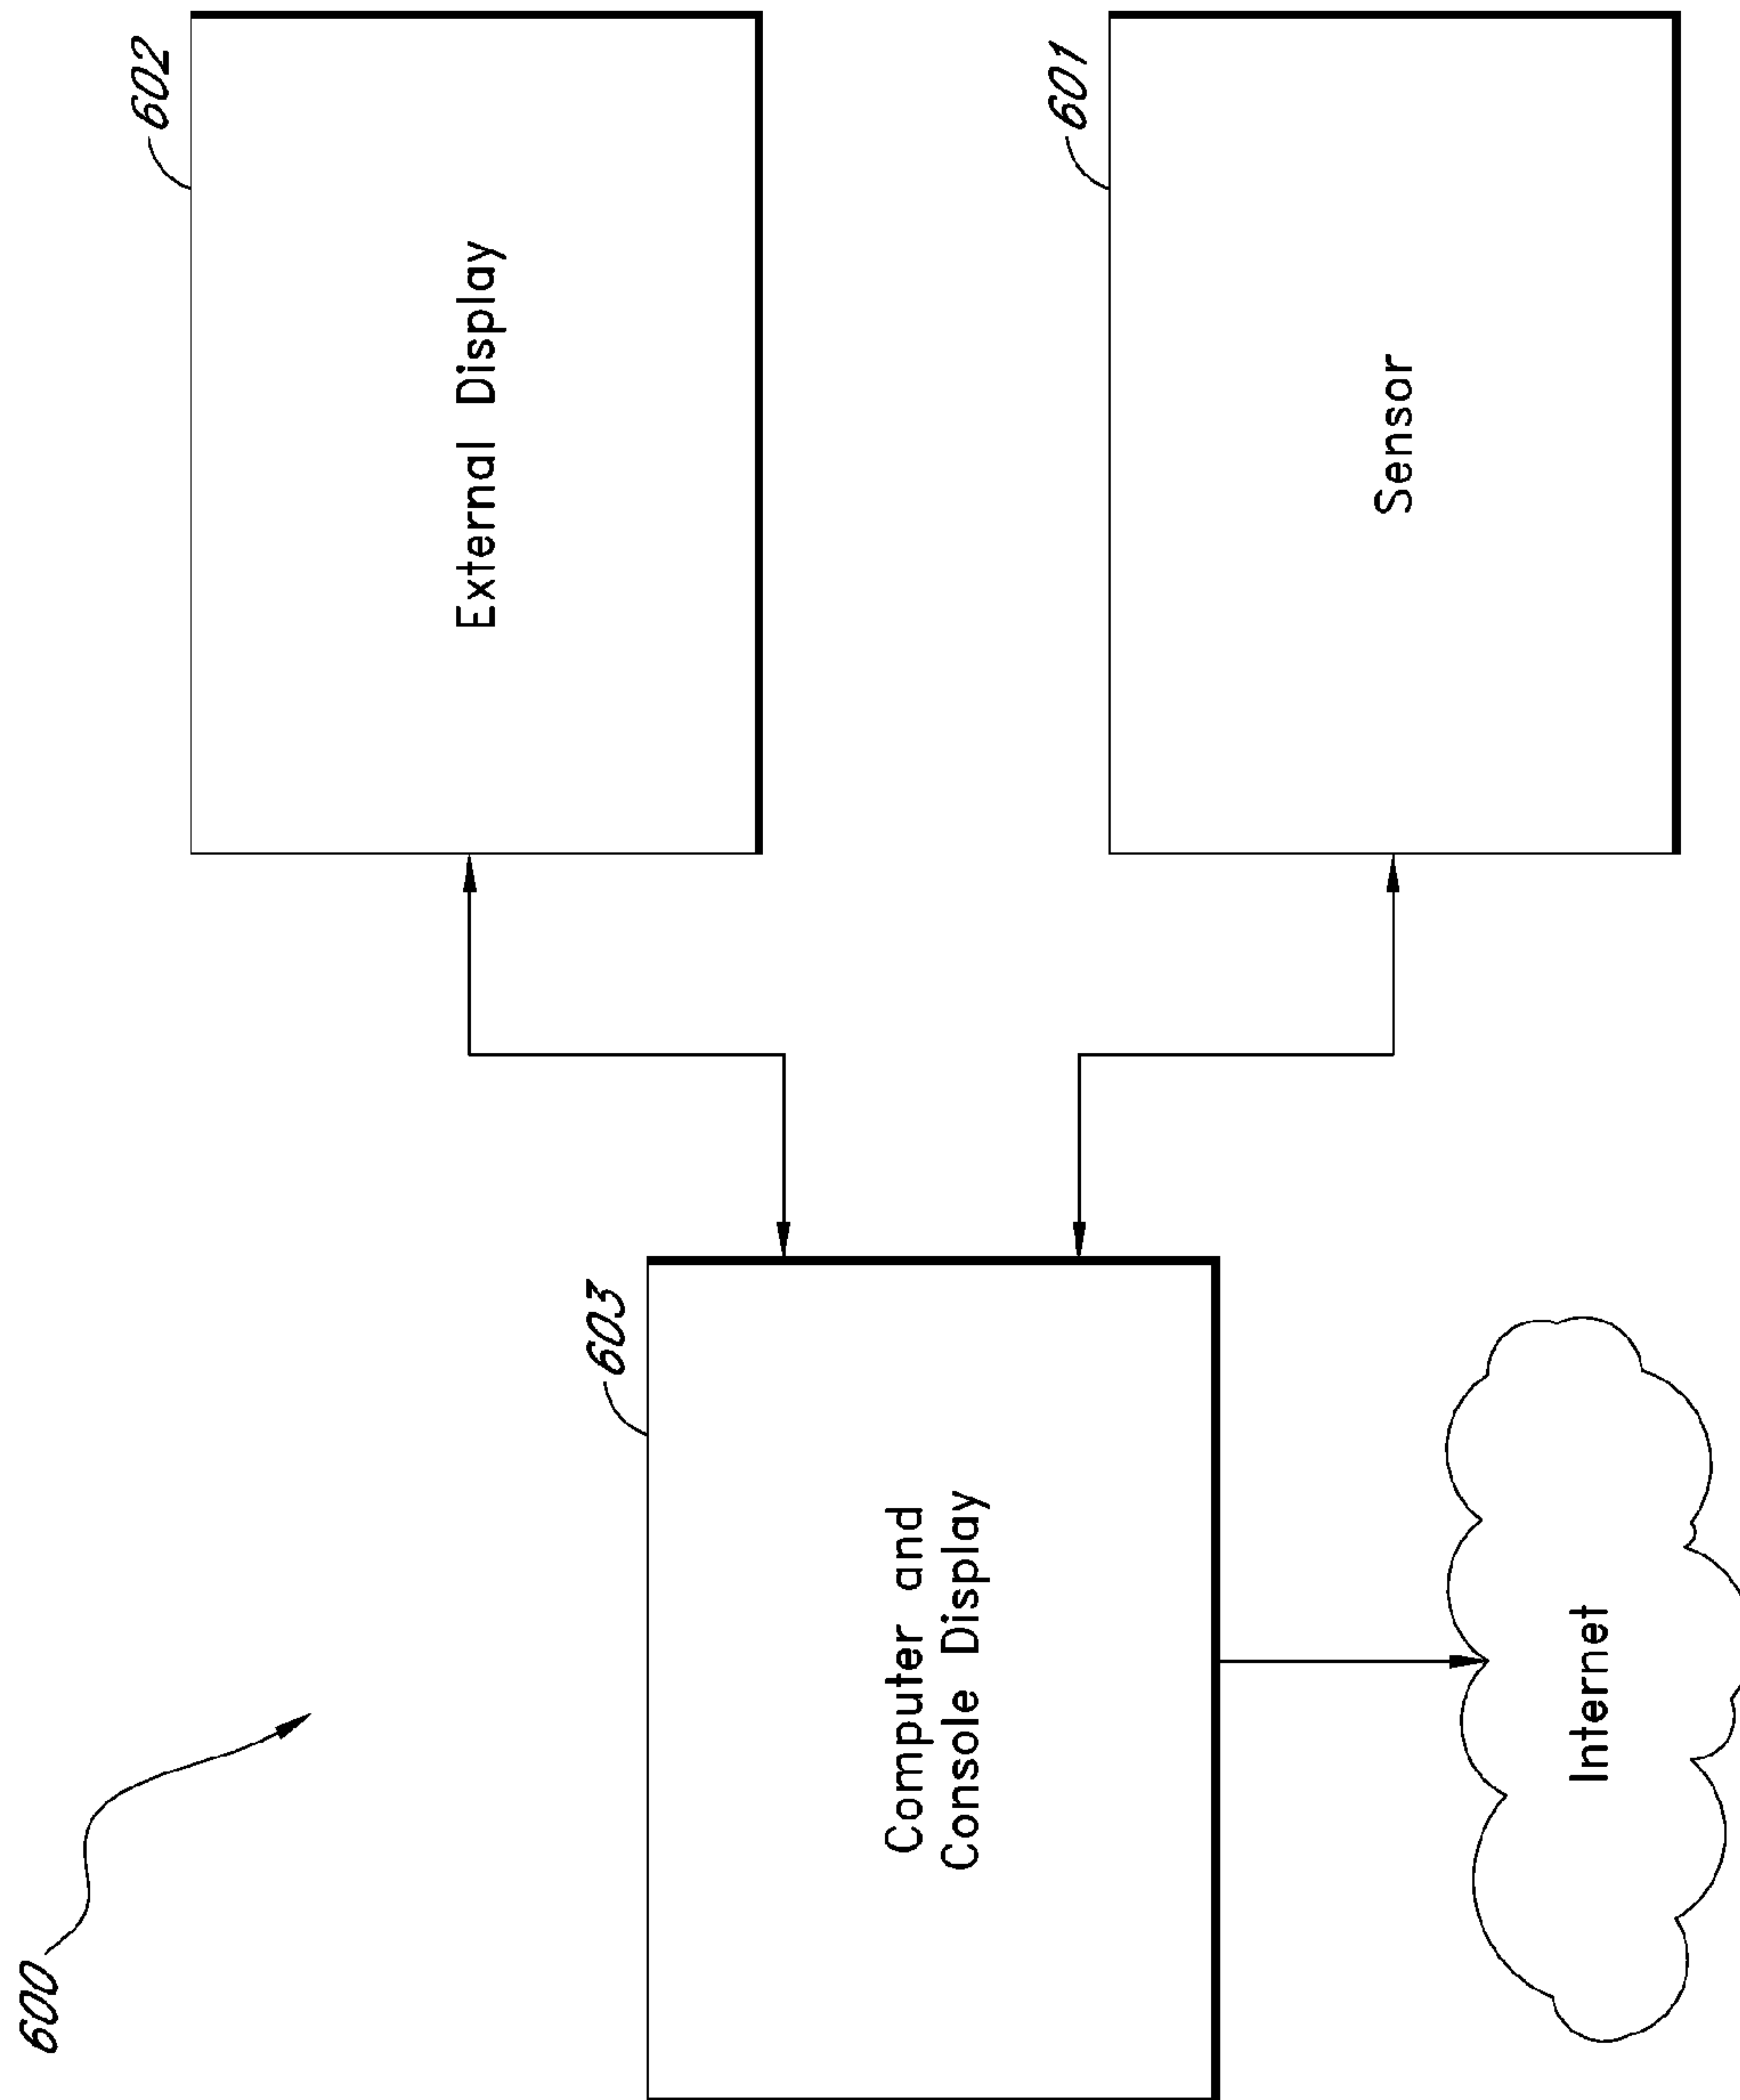 600
602
External Display
603
Computer and
Console Display
601
Sensor
Internet